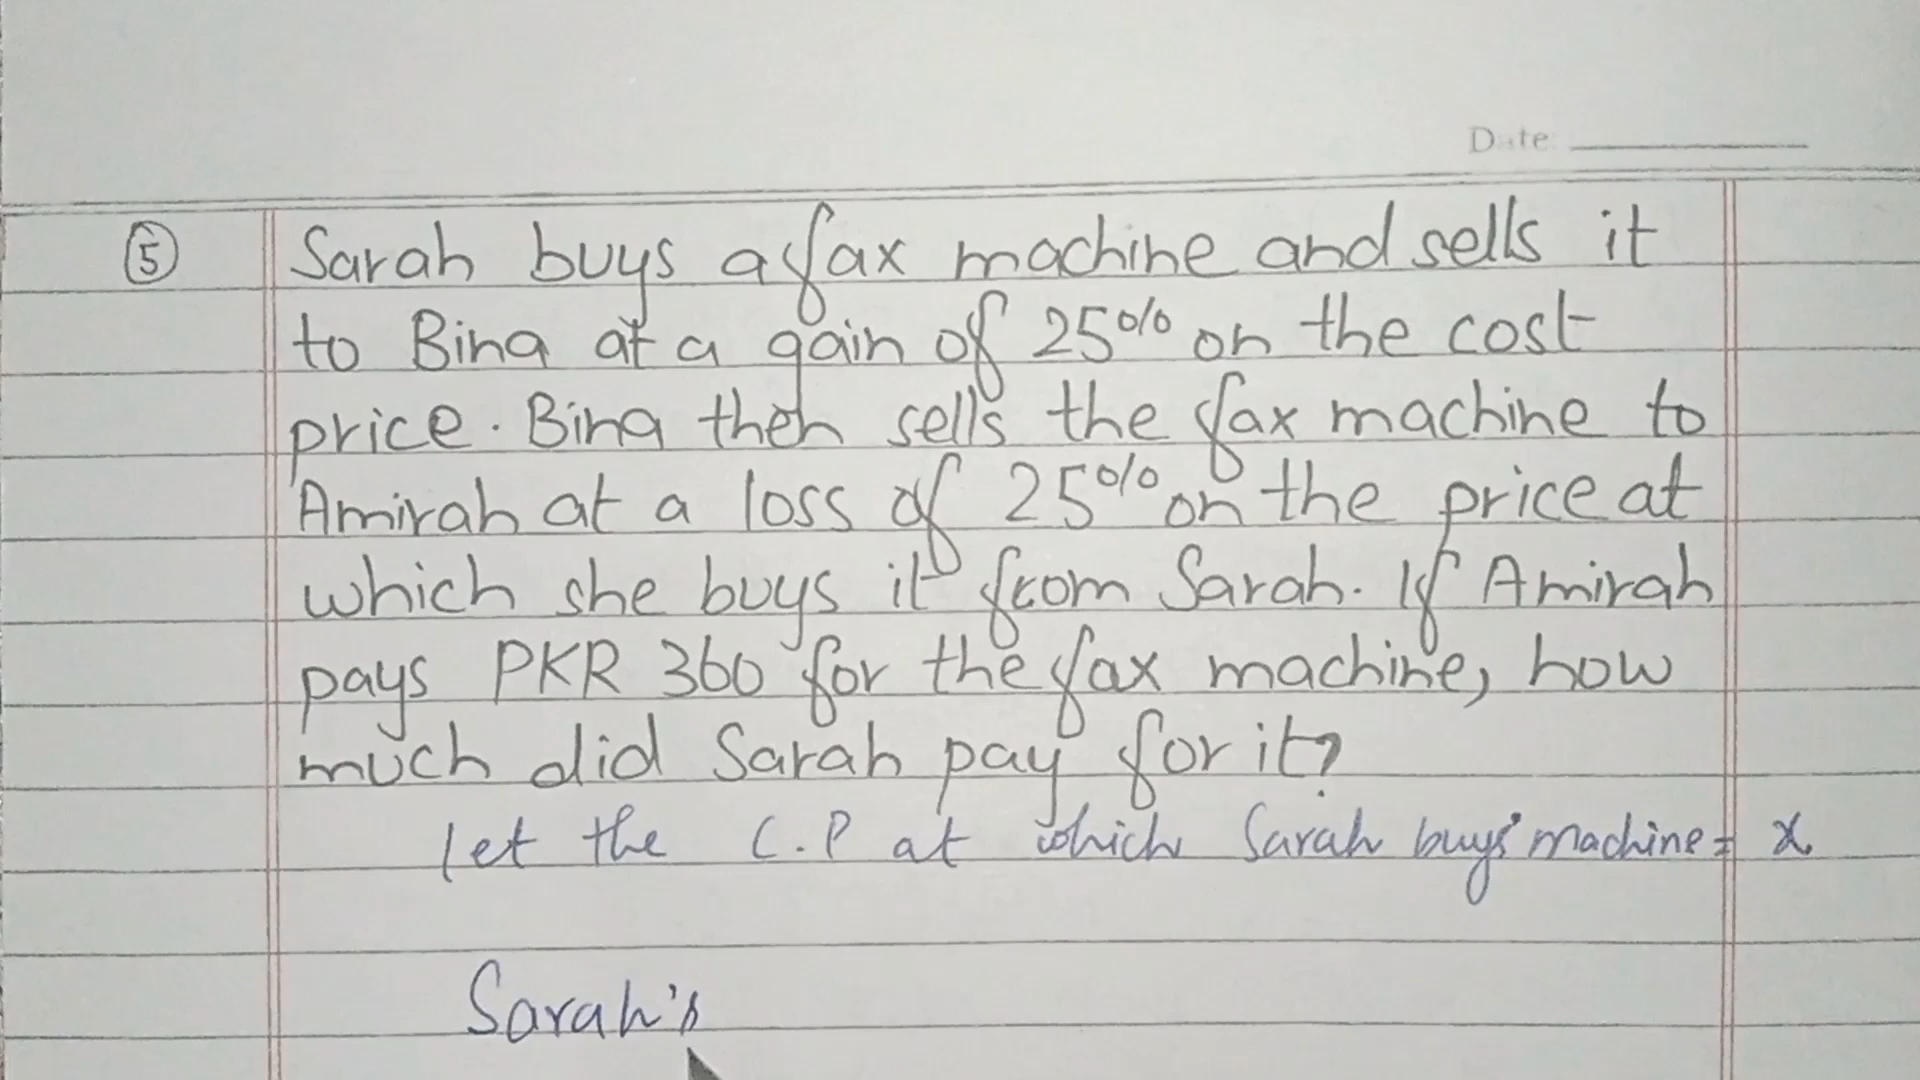 Date:
⑤ Sarah buys a fax machine and sells it
to Bina at a gain of 25% on the cost
price. Bina then sells the fax machine to
Amirah at a loss of 25% on the price at
which she buys it from Sarah. If Amirah
pays PKR 360 for the fax machine, how
much did Sarah pay for it?
let the C.P at which Sarah buys machine = x
Sarah's